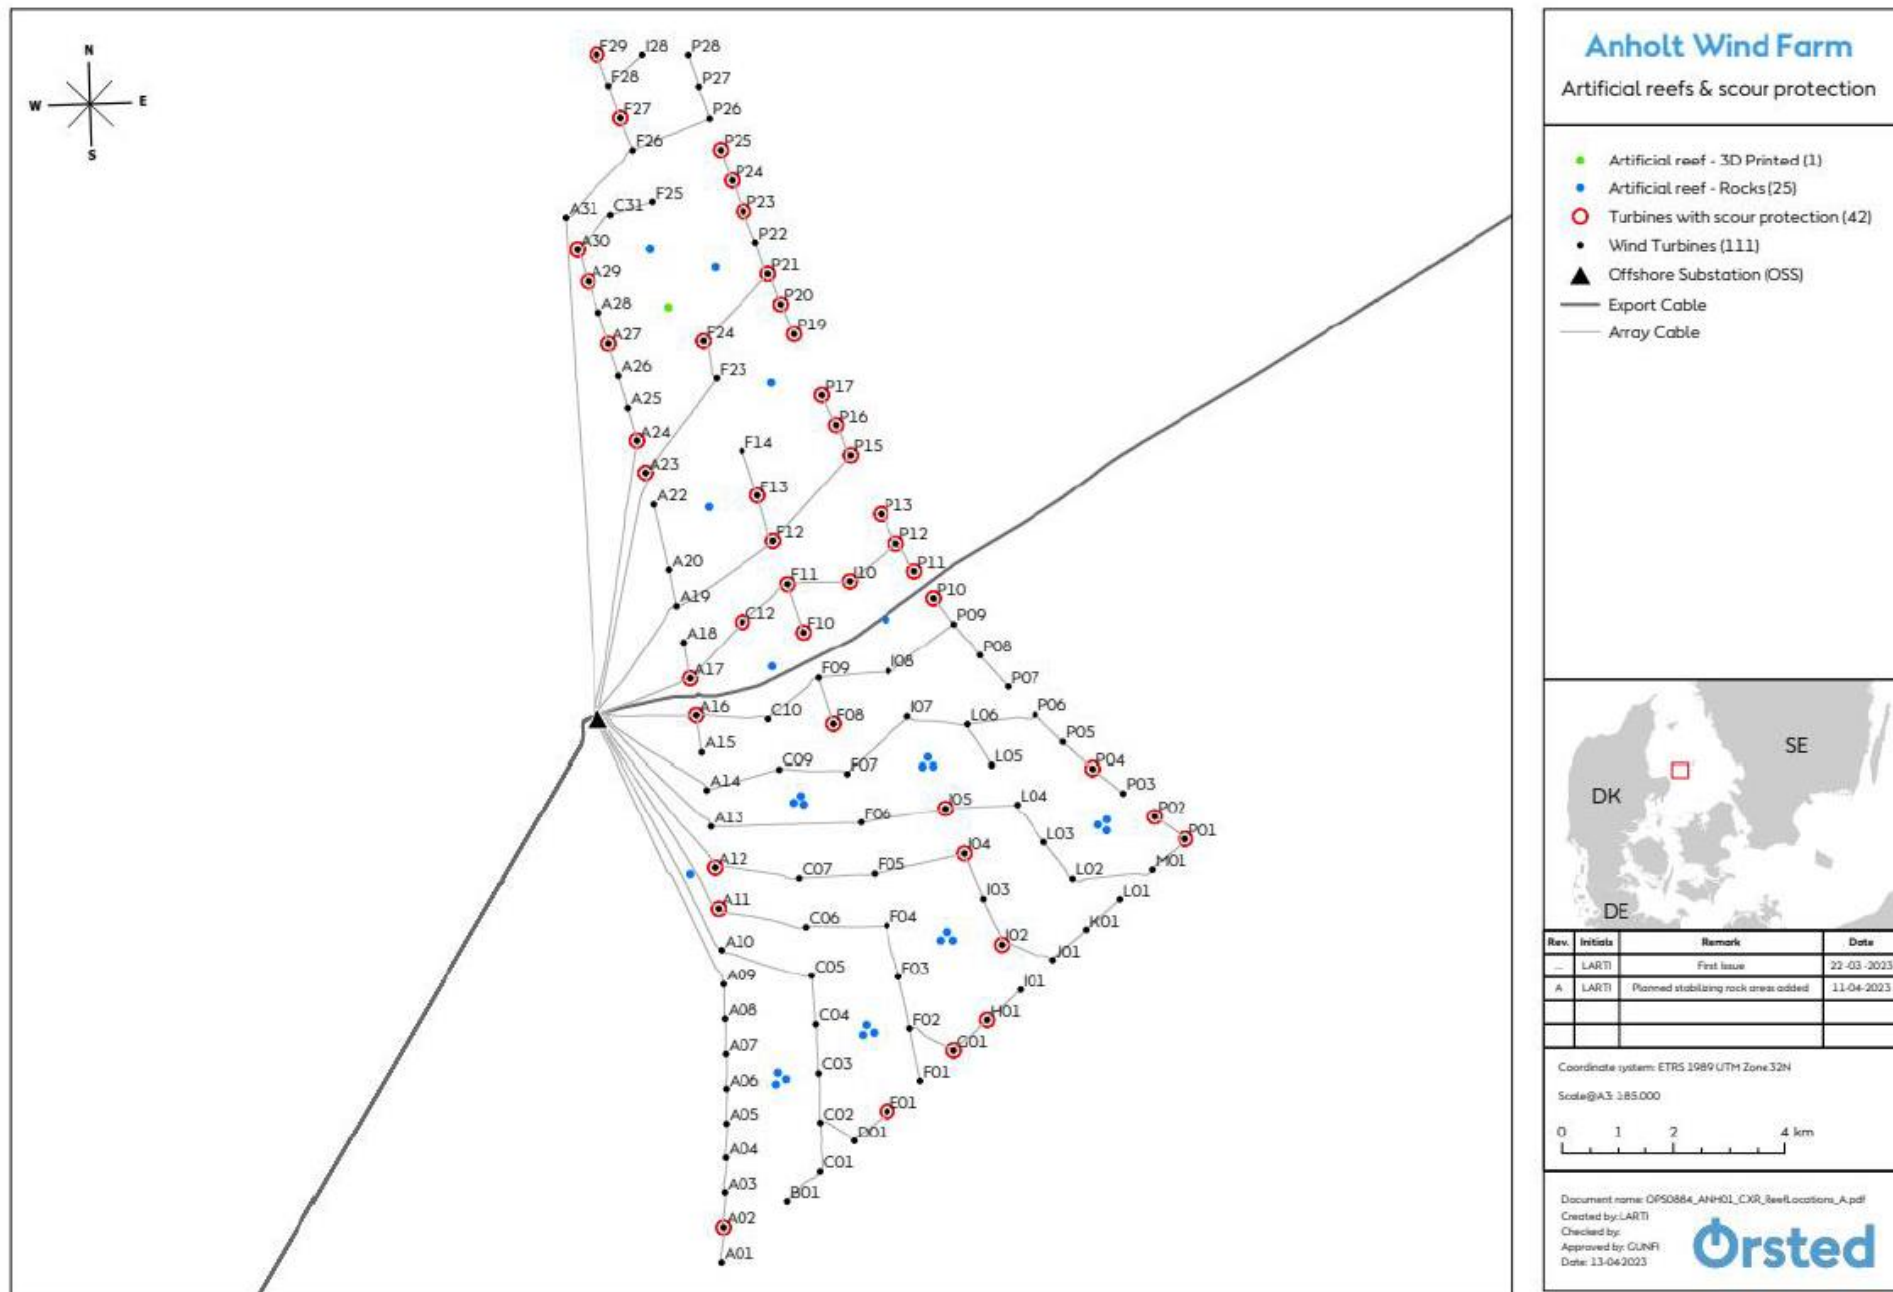 N
W E
S
F29 I28 P28
F28 P27
F27 P26
F26 P25
P24
F25 P23
A31 C31
P22
A30
P21
A29
P20
A28
P19
A27 F24
A26 F23
P17
A25
P16
A24 F14 P15
A23
F13
A22
P13
F12 P12
A20 P11
F11 I10
P10
A19
C12 F10 P09
A18
P08
A17 F09 I08
P07
A16 C10 F08 I07 L06 P06
P05
A15
C09 F07 L05 P04
A14
P03
I05 L04
A13 F06 P02
P01
L03
A12 C07 F05 I04 L02 M01
I03 L01
A11
C06 F04 K01
I02
A10 J01
C05 F03
A09 I01
A08 C04 F02 H01
G01
A07 C03
A06 F01
E01
A05 C02
D01
A04 C01
A03 B01
A02
A01
Anholt Wind Farm
Artificial reefs & scour protection
Artificial reef - 3D Printed (1)
Artificial reef - Rocks (25)
Turbines with scour protection (42)
Wind Turbines (111)
Offshore Substation (OSS)
Export Cable
Array Cable
SE
DK
DE
Rev. Initials Remark Date
... LARTI First Issue 22-03-2023
A LARTI Planned stabilizing rock areas added 11-04-2023
Coordinate system: ETRS 1989 UTM Zone 32N
Scale@A3: 1:85.000
0 1 2 4 km
Document name: OPS0884_ANH01_CXR_ReefLocations_A.pdf
Created by: LARTI
Checked by:
Approved by: GUNFI
Date: 13-04-2023
Ørsted